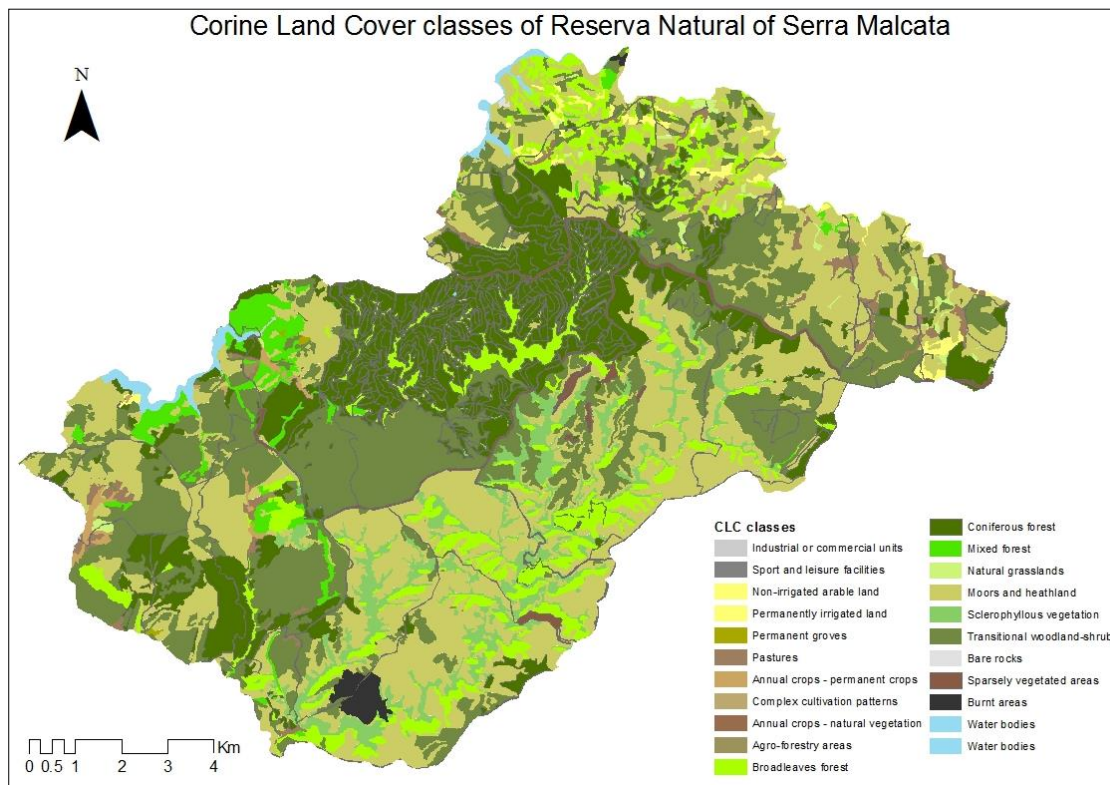 Corine Land Cover classes of Reserva Natural of Serra Malcata
N
CLC classes
Industrial or commercial units
Sport and leisure facilities
Non-irrigated arable land
Permanently irrigated land
Permanent groves
Pastures
Annual crops - permanent crops
Complex cultivation patterns
Annual crops - natural vegetation
Agro-forestry areas
Broadleaves forest
Coniferous forest
Mixed forest
Natural grasslands
Moors and heathland
Sclerophyllous vegetation
Transitional woodland-shrub
Bare rocks
Sparsely vegetated areas
Burnt areas
Water bodies
Water bodies
Km
0 0.5 1 2 3 4